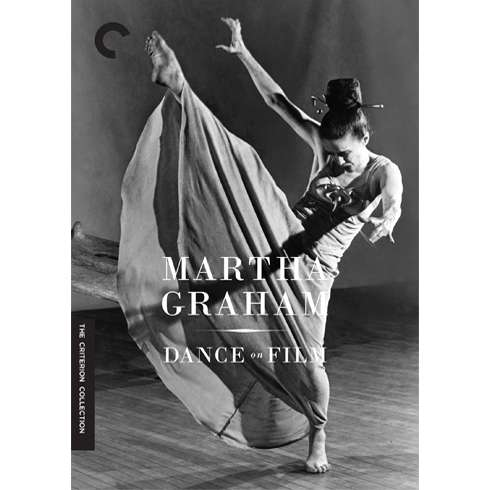 MARTHA
GRAHAM
DANCE on FILM
THE CRITERION COLLECTION